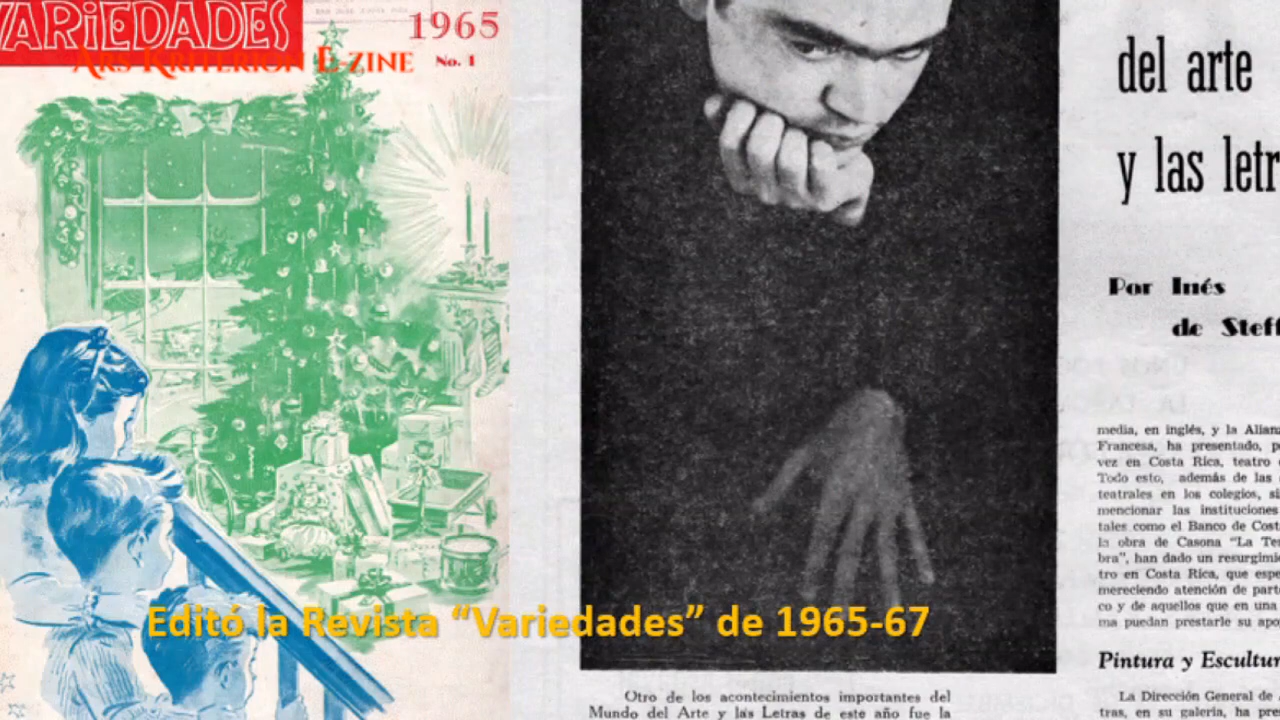 VARIEDADES
1965
ARS KRITERION E-ZINE
No. 1
Editó la Revista “Variedades” de 1965-67
Otro de los acontecimientos importantes del
Mundo del Arte y las Letras de este año fue la
del arte
y las letr
Por Inés
de Steff
media, en inglés, y la Alian
Francesa, ha presentado, p
vez en Costa Rica, teatro
Todo esto, además de las
teatrales en los colegios, si
mencionar las instituciones
tales como el Banco de Cost
la obra de Casona “La Te
bra”, han dado un resurgimi
tro en Costa Rica, que espe
mereciendo atención de part
co y de aquellos que en una
ma puedan prestarle su apo
Pintura y Escultur
La Dirección General de
tras, en su galería, ha pre